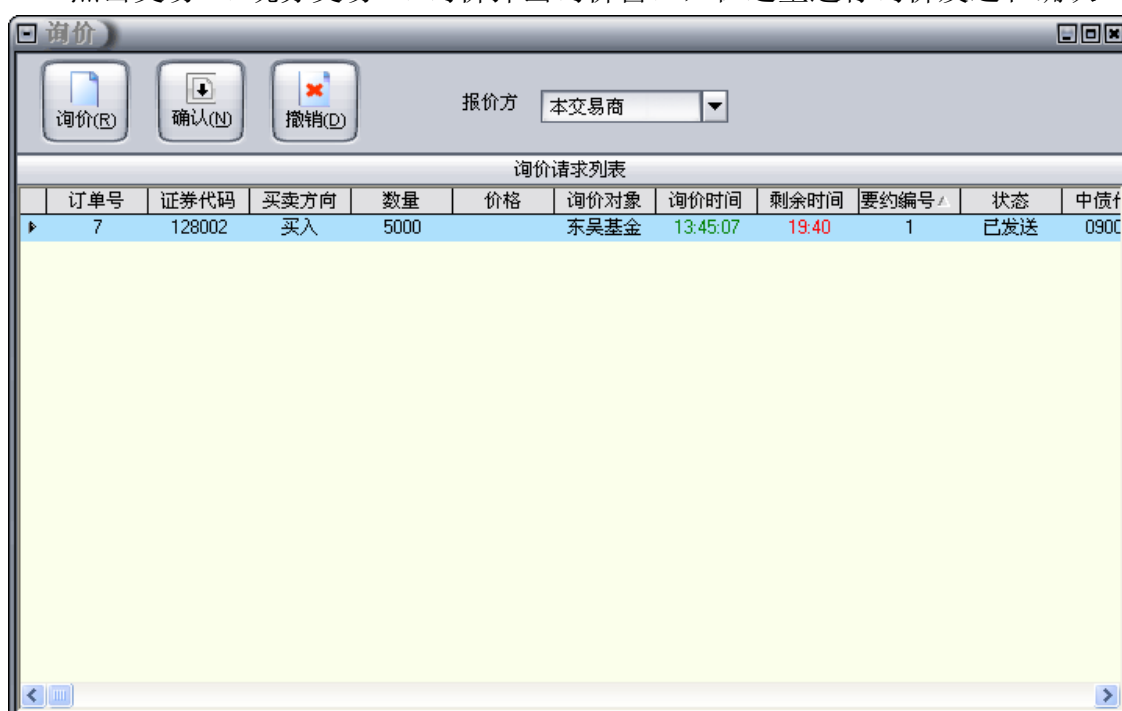 询价
询价(R) 确认(N) 撤销(D) 报价方 本交易商
询价请求列表
订单号 证券代码 买卖方向 数量 价格 询价对象 询价时间 剩余时间 要约编号 状态 中债
7 128002 买入 5000 东吴基金 13:45:07 19:40 1 已发送 090